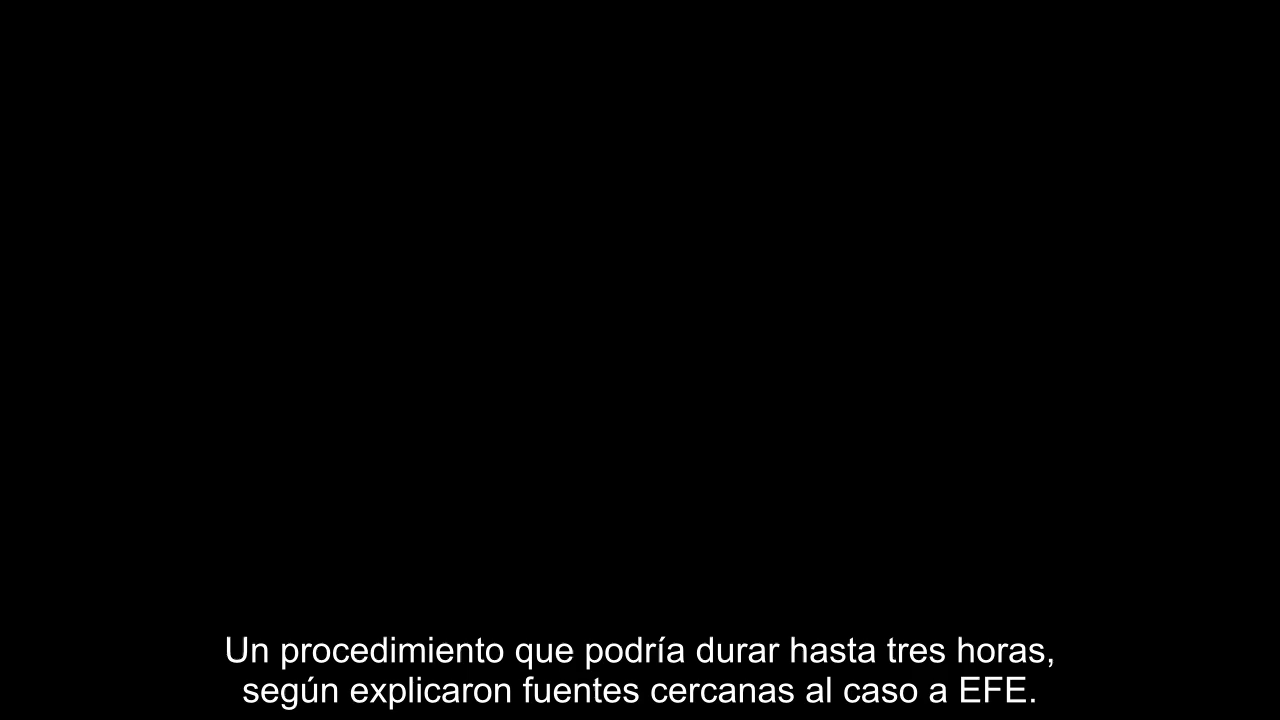 Un procedimiento que podría durar hasta tres horas,
según explicaron fuentes cercanas al caso a EFE.